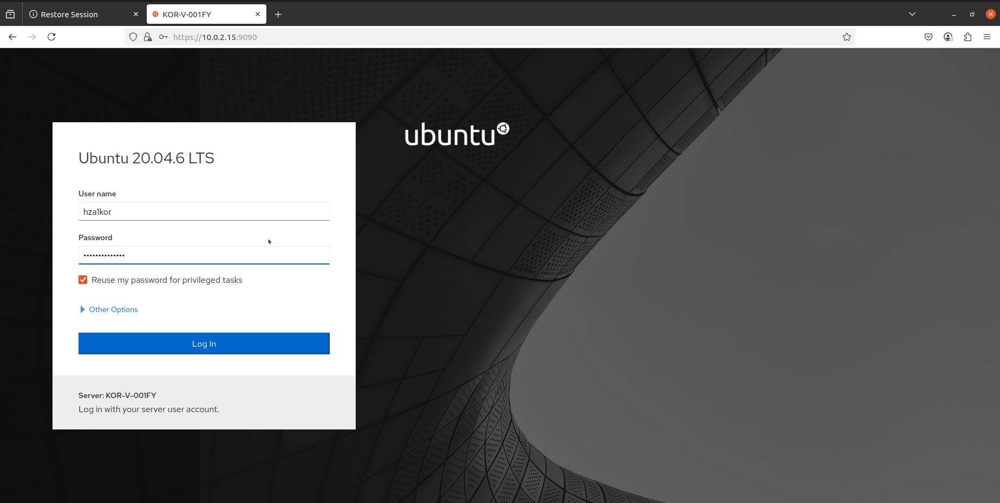 Restore Session
KOR-V-001FY
https://10.0.2.15:9090
ubuntu
Ubuntu 20.04.6 LTS
User name
hza1kor
Password
••••••••••••••
Reuse my password for privileged tasks
Other Options
Log In
Server: KOR-V-001FY
Log in with your server user account.